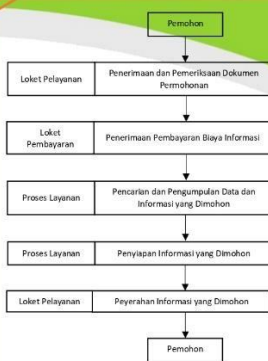 Pemohon
Loket Pelayanan
Penerimaan dan Pemeriksaan Dokumen
Permohonan
Loket
Pembayaran
Penerimaan Pembayaran Biaya Informasi
Proses Layanan
Pencarian dan Pengumpulan Data dan
Informasi yang Dimohon
Proses Layanan
Penyiapan Informasi yang Dimohon
Loket Pelayanan
Peyerahan Informasi yang Dimohon
Pemohon